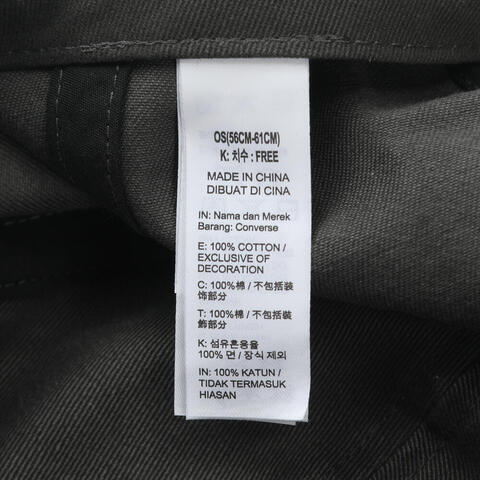 OS(56CM-61CM)
K: 치수 : FREE
MADE IN CHINA
DIBUAT DI CINA
IN: Nama dan Merek
Barang: Converse
E: 100% COTTON /
EXCLUSIVE OF
DECORATION
C: 100%棉 / 不包括装
饰部分
T: 100%棉 / 不包括裝
飾部分
K: 섬유혼용율
100% 면 / 장식 제외
IN: 100% KATUN /
TIDAK TERMASUK
HIASAN